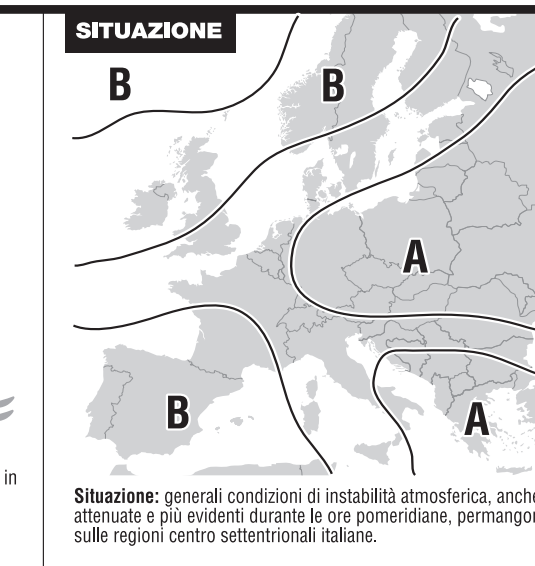 SITUAZIONE
B
B
A
B
A
in
Situazione: generali condizioni di instabilità atmosferica, anche
attenuate e più evidenti durante le ore pomeridiane,
sulle regioni centro settentrionali italiane.